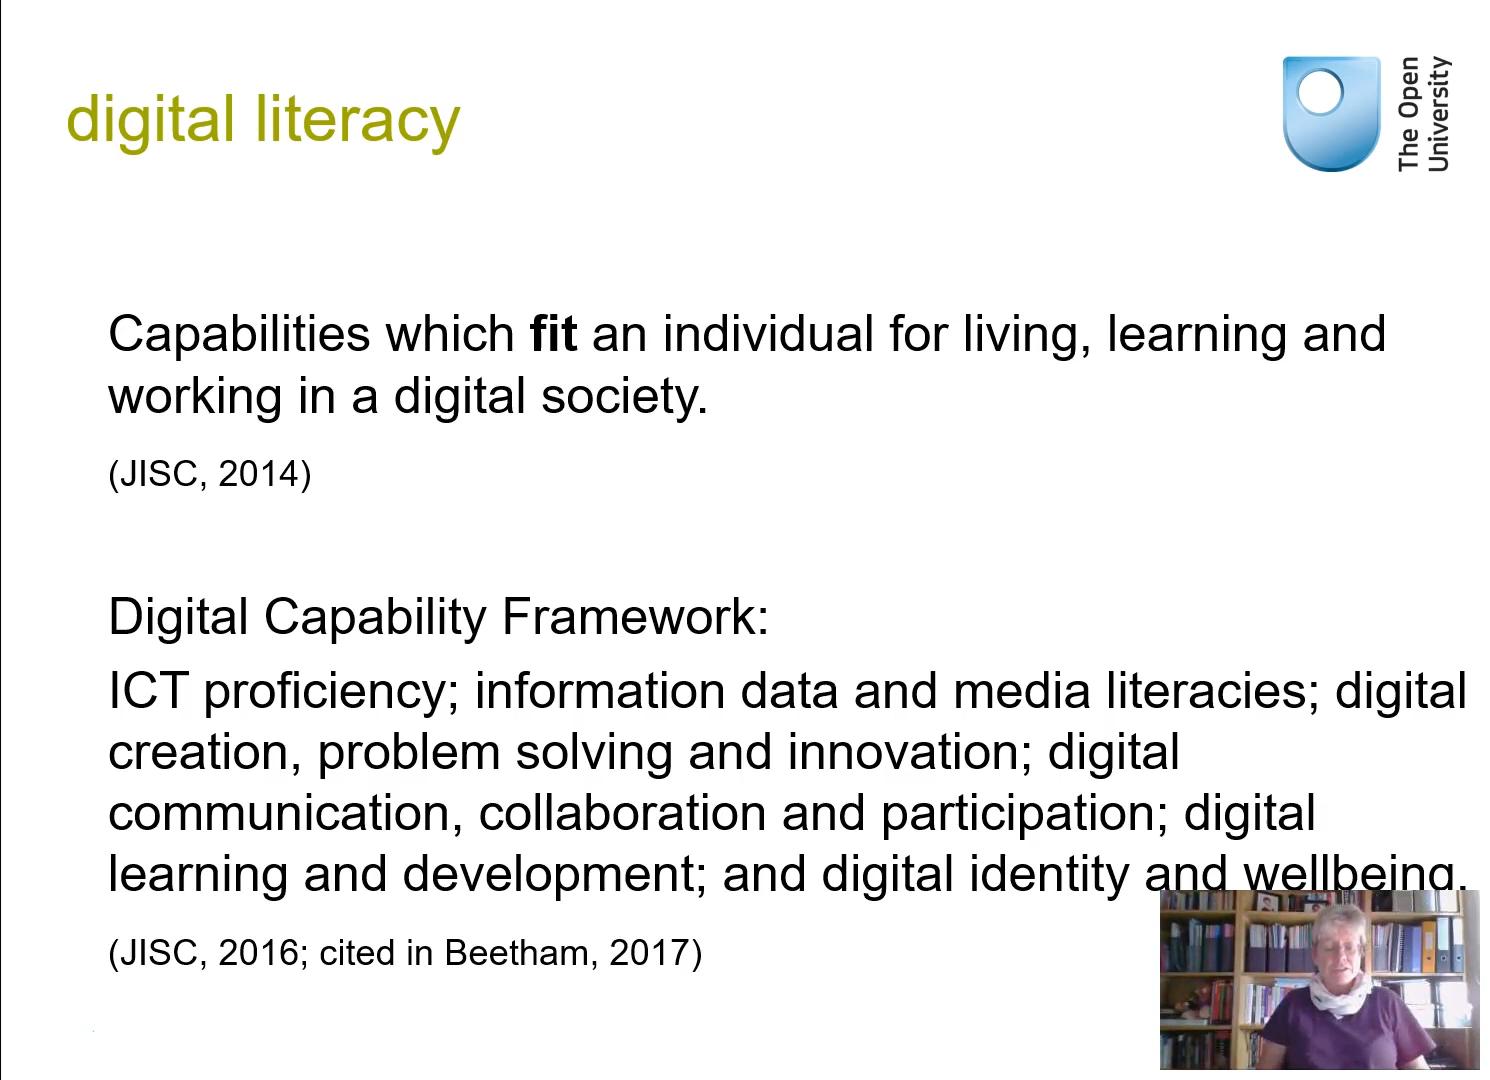 digital literacy
The Open
University
Capabilities which fit an individual for living, learning and
working in a digital society.
(JISC, 2014)
Digital Capability Framework:
ICT proficiency; information data and media literacies; digital
creation, problem solving and innovation; digital
communication, collaboration and participation; digital
learning and development; and digital identity and wellbeing.
(JISC, 2016; cited in Beetham, 2017)